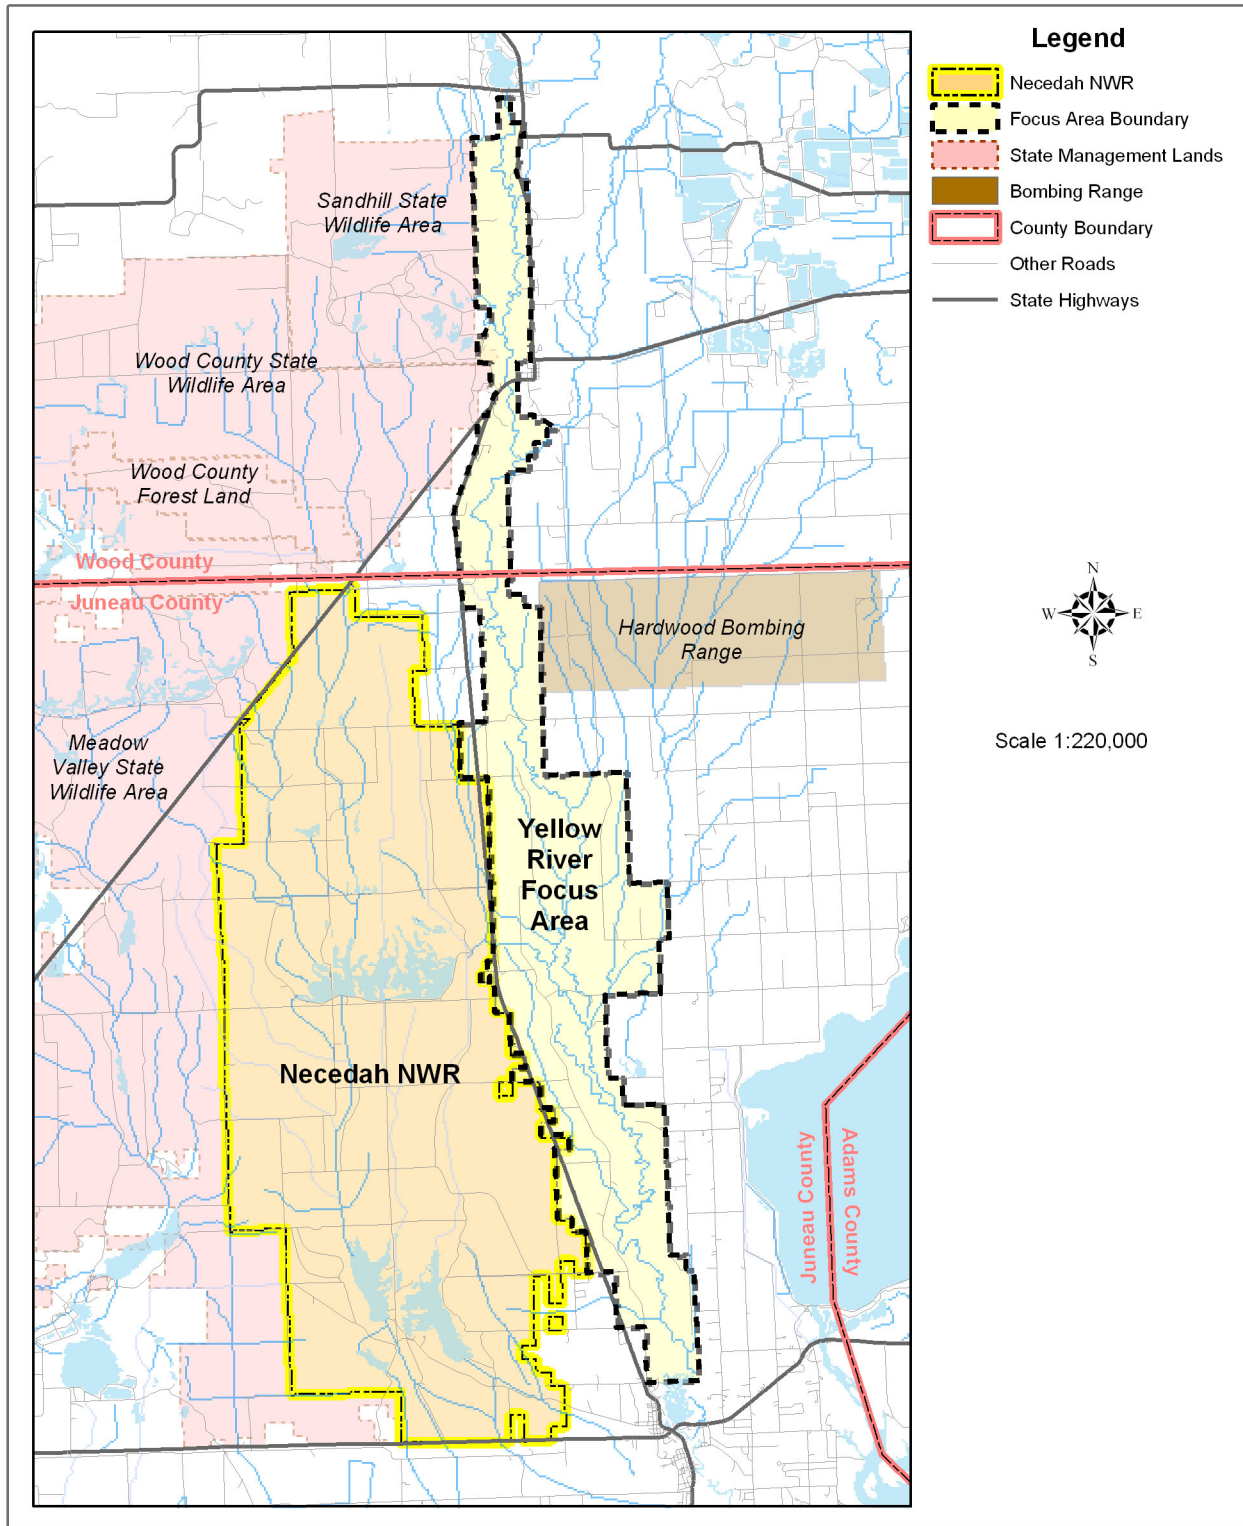 Legend
Necedah NWR
Focus Area Boundary
State Management Lands
Bombing Range
County Boundary
Other Roads
State Highways
Sandhill State
Wildlife Area
Wood County State
Wildlife Area
Wood County
Forest Land
Wood County
Juneau County
Hardwood Bombing
Range
N
W
E
S
Scale 1:220,000
Meadow
Valley State
Wildlife Area
Yellow
River
Focus
Area
Necedah NWR
Juneau County
Adams County